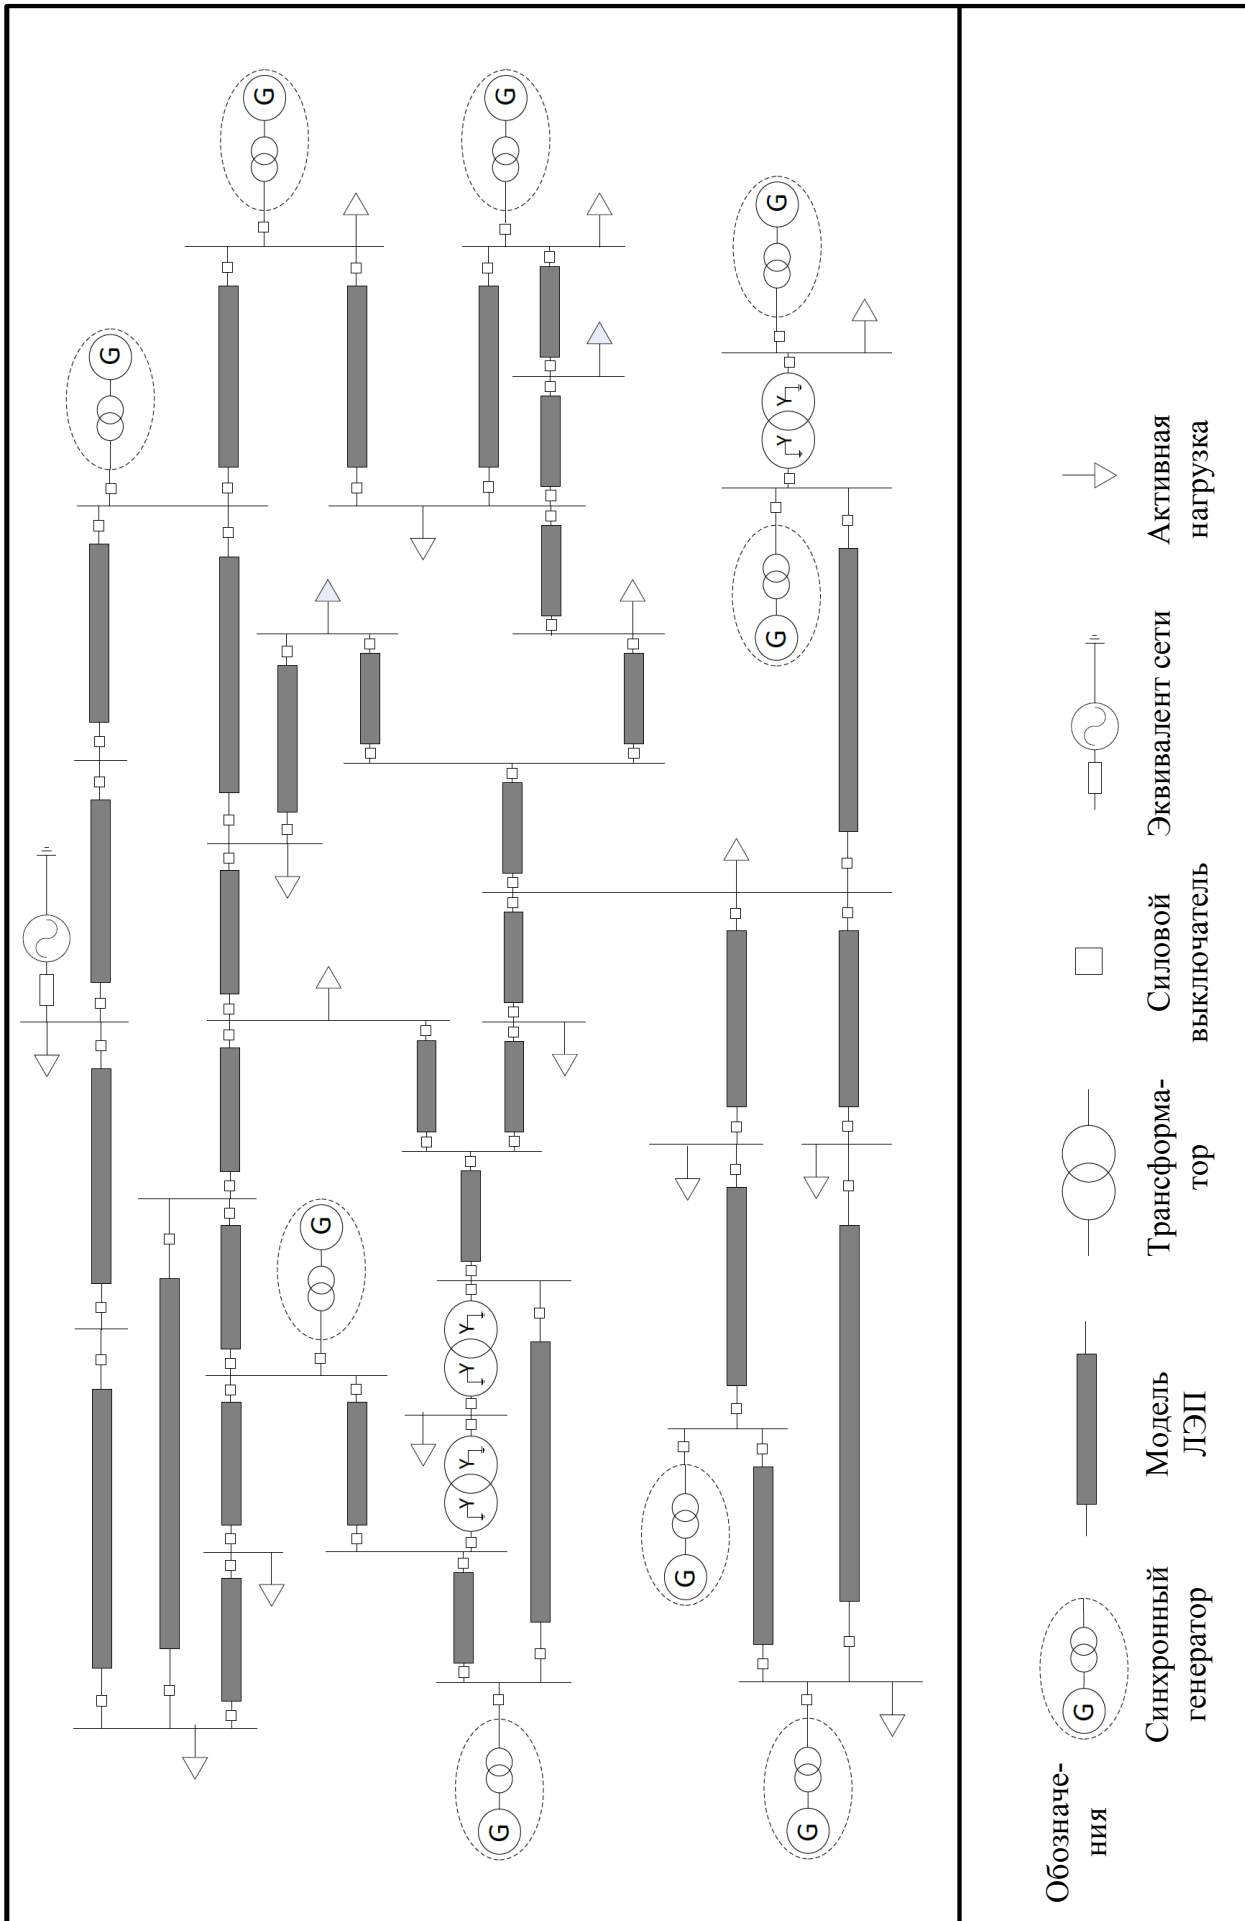 G
G
G
Y Y Y Y
G
G
G
G Y Y G
G
Обозначе-
ния
G
Синхронный
генератор
Модель
ЛЭП
Трансформа-
тор
Силовой
выключатель
Эквивалент сети
Активная
нагрузка